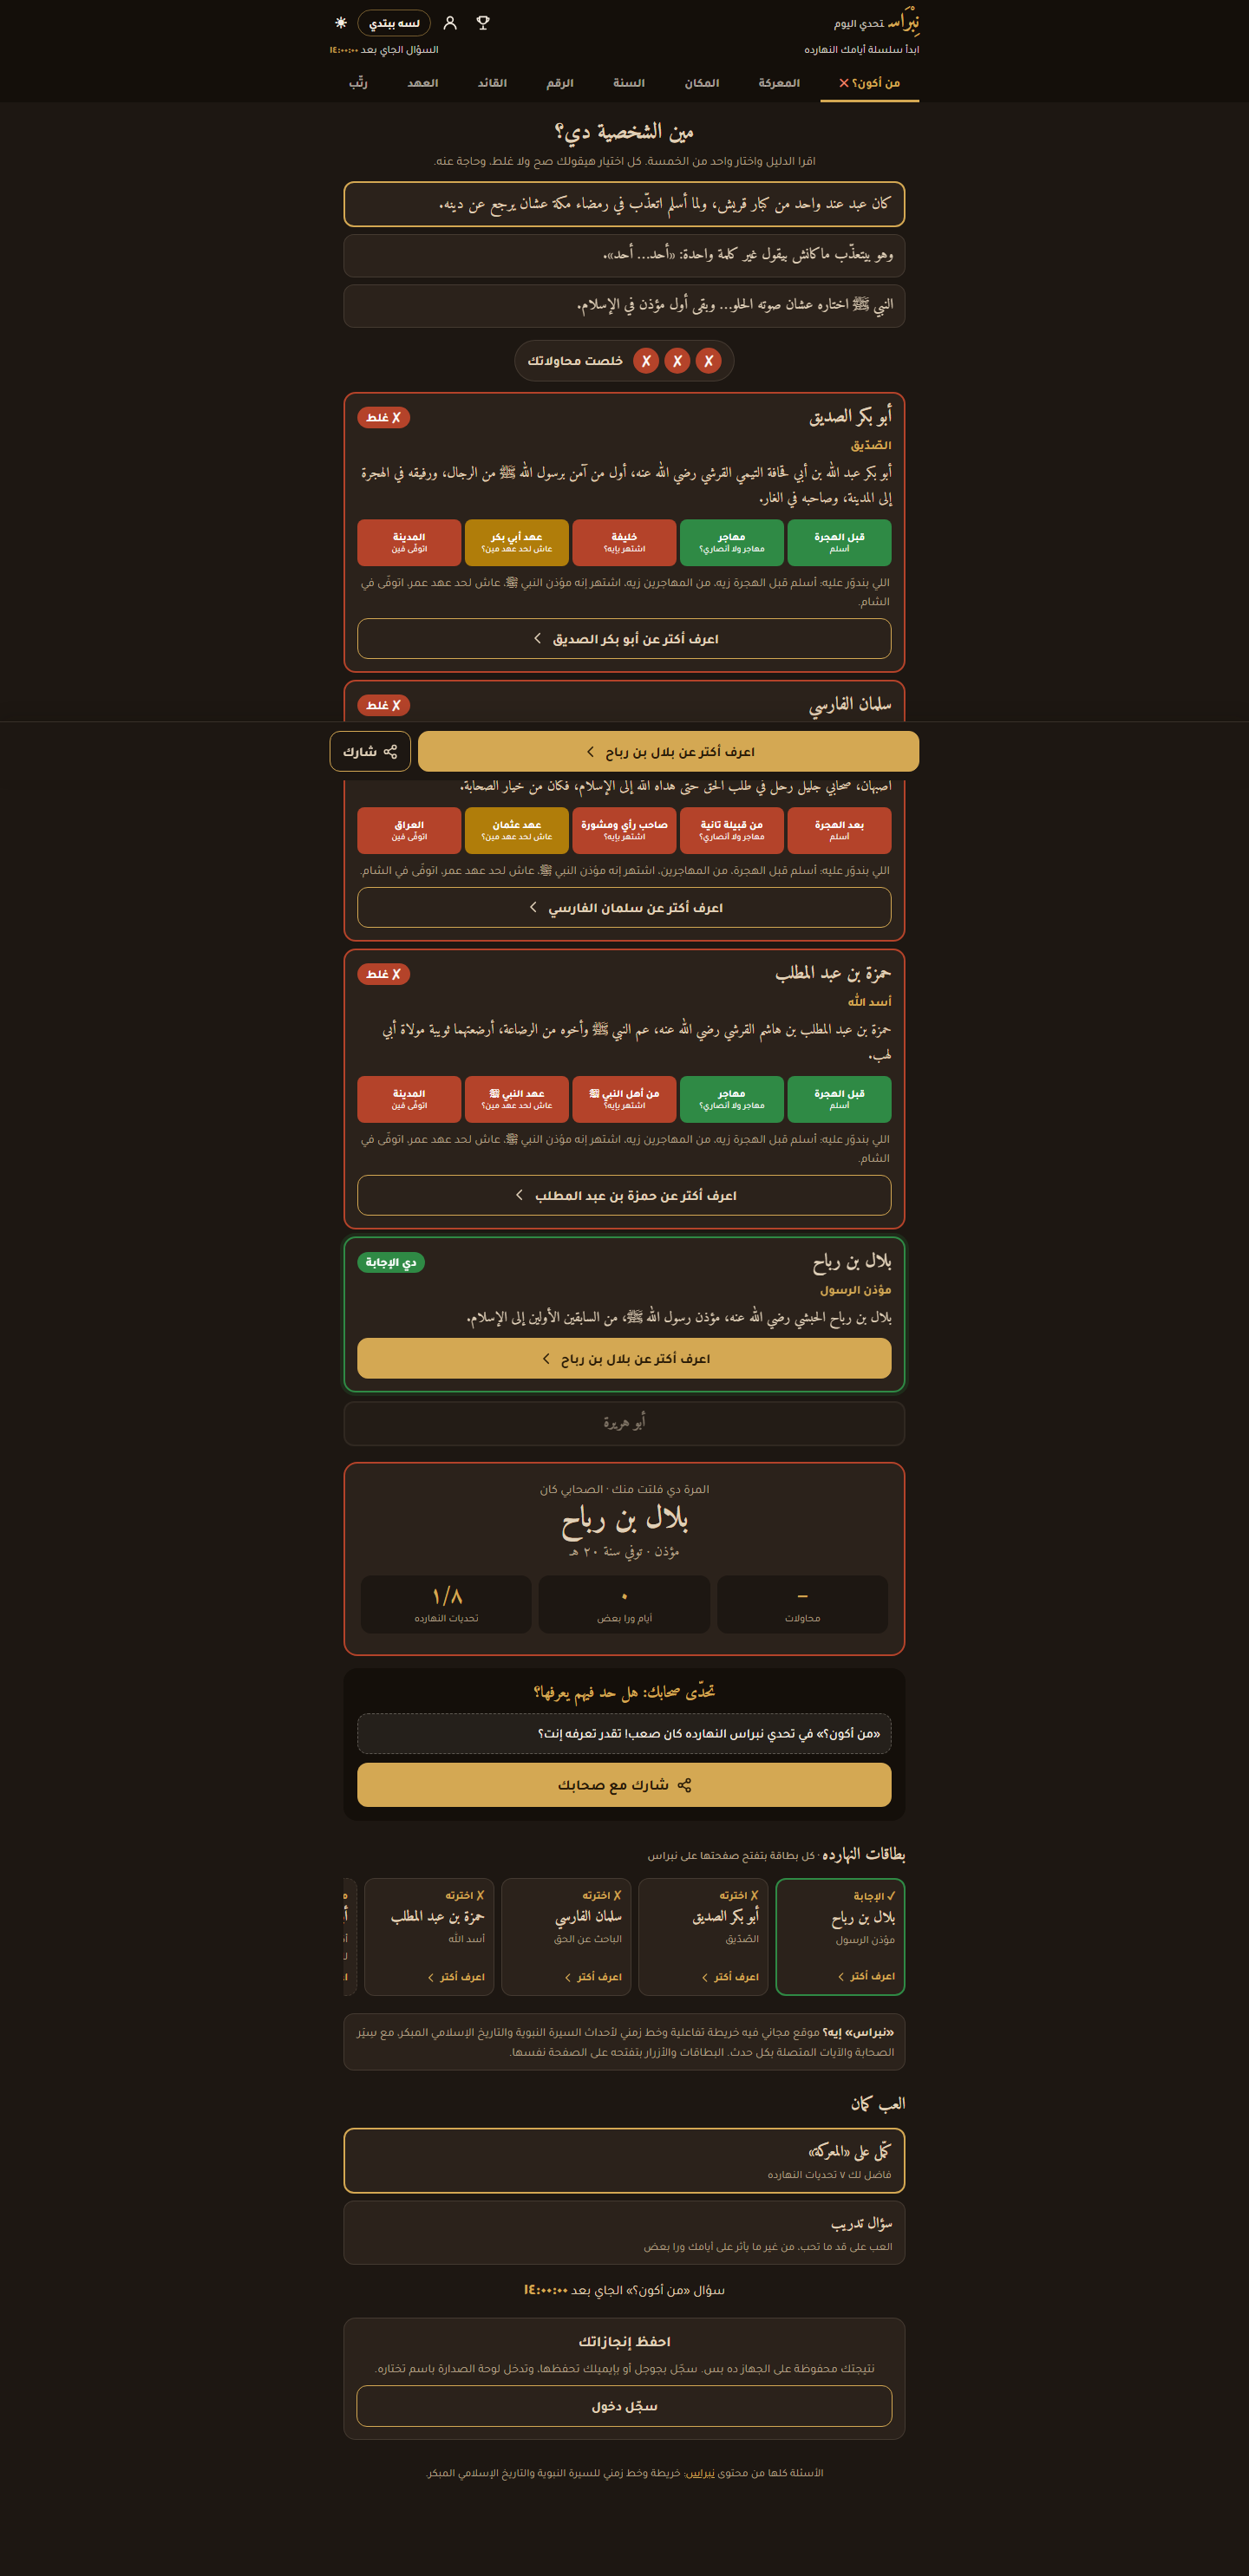 نِبْرَاس تحدي اليوم
لسه ببتدي
ابدأ سلسلة أيامك النهارده
السؤال الجاي بعد ١٤:٠٠:٠٠
من أكون؟ ✕
المعركة
المكان
السنة
الرقم
القائد
العهد
رتّب
مين الشخصية دي؟
اقرا الدليل واختار واحد من الخمسة. كل اختيار هيقولك صح ولا غلط، وحاجة عنه.
كان عبد عند واحد من كبار قريش، ولما أسلم اتعذّب في رمضاء مكة عشان يرجع عن دينه.
وهو بيتعذّب ماكانش بيقول غير كلمة واحدة: «أحد... أحد».
النبي ﷺ اختاره عشان صوته الحلو... وبقى أول مؤذن في الإسلام.
✗ ✗ ✗ خلصت محاولاتك
أبو بكر الصديق
✗ غلط
الصّدّيق
أبو بكر عبد الله بن أبي قحافة التيمي القرشي رضي الله عنه، أول من آمن برسول الله ﷺ من الرجال، ورفيقه في الهجرة
إلى المدينة، وصاحبه في الغار.
قبل الهجرة
أسلم
مهاجر
مهاجر ولا أنصاري؟
خليفة
اشتهر بإيه؟
عهد أبي بكر
عاش لحد عهد مين؟
المدينة
اتوفّى فين
اللي بندوّر عليه: أسلم قبل الهجرة زيه، من المهاجرين زيه، اشتهر إنه مؤذن النبي ﷺ، عاش لحد عهد عمر، اتوفّى في
الشام.
اعرف أكتر عن أبو بكر الصديق
سلمان الفارسي
✗ غلط
اعرف أكتر عن بلال بن رباح
شارك
أصبهان، صحابي جليل رحل في طلب الحق حتى هداه الله إلى الإسلام، فكان من خيار الصحابة.
بعد الهجرة
أسلم
من قبيلة تانية
مهاجر ولا أنصاري؟
صاحب رأي ومشورة
اشتهر بإيه؟
عهد عثمان
عاش لحد عهد مين؟
العراق
اتوفّى فين
اللي بندوّر عليه: أسلم قبل الهجرة، من المهاجرين، اشتهر إنه مؤذن النبي ﷺ، عاش لحد عهد عمر، اتوفّى في الشام.
اعرف أكتر عن سلمان الفارسي
حمزة بن عبد المطلب
✗ غلط
أسد الله
حمزة بن عبد المطلب بن هاشم القرشي رضي الله عنه، عم النبي ﷺ وأخوه من الرضاعة، أرضعتهما ثويبة مولاة أبي
لهب.
قبل الهجرة
أسلم
مهاجر
مهاجر ولا أنصاري؟
من أهل النبي ﷺ
اشتهر بإيه؟
عهد النبي ﷺ
عاش لحد عهد مين؟
المدينة
اتوفّى فين
اللي بندوّر عليه: أسلم قبل الهجرة زيه، من المهاجرين زيه، اشتهر إنه مؤذن النبي ﷺ، عاش لحد عهد عمر، اتوفّى في
الشام.
اعرف أكتر عن حمزة بن عبد المطلب
بلال بن رباح
دي الإجابة
مؤذن الرسول
بلال بن رباح الحبشي رضي الله عنه، مؤذن رسول الله ﷺ، من السابقين الأولين إلى الإسلام.
اعرف أكتر عن بلال بن رباح
أبو هريرة
المرة دي فلتت منك · الصحابي كان
بلال بن رباح
مؤذن · توفي سنة ٢٠ هـ
–
محاولات
٠
أيام ورا بعض
١/٨
تحديات النهارده
تحدّى صحابك: هل حد فيهم يعرفها؟
«من أكون؟» في تحدي نبراس النهارده كان صعب! تقدر تعرفه إنت؟
شارك مع صحابك
بطاقات النهارده · كل بطاقة بتفتح صفحتها على نبراس
✓ الإجابة
بلال بن رباح
مؤذن الرسول
اعرف أكتر
✗ اخترته
أبو بكر الصديق
الصّدّيق
اعرف أكتر
✗ اخترته
سلمان الفارسي
الباحث عن الحق
اعرف أكتر
✗ اخترته
حمزة بن عبد المطلب
أسد الله
اعرف أكتر
«نبراس» إيه؟ موقع مجاني فيه خريطة تفاعلية وخط زمني لأحداث السيرة النبوية والتاريخ الإسلامي المبكر، مع سِيَر
الصحابة والآيات المتصلة بكل حدث. البطاقات والأزرار بتفتحه على الصفحة نفسها.
العب كمان
كمّل على «المعركة»
فاضل لك ٧ تحديات النهارده
سؤال تدريب
العب على قد ما تحب، من غير ما يأثر على أيامك ورا بعض
سؤال «من أكون؟» الجاي بعد ١٤:٠٠:٠٠
احفظ إنجازاتك
نتيجتك محفوظة على الجهاز ده بس. سجّل بجوجل أو بإيميلك تحفظها، وتدخل لوحة الصدارة باسم تختاره.
سجّل دخول
الأسئلة كلها من محتوى نبراس: خريطة وخط زمني للسيرة النبوية والتاريخ الإسلامي المبكر.